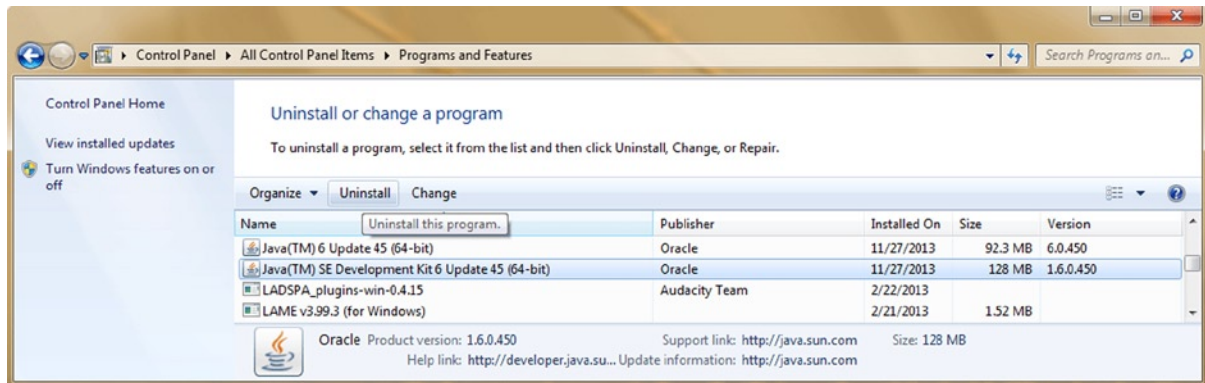 Control Panel All Control Panel Items Programs and Features Search Programs an...
Control Panel Home
View installed updates
Turn Windows features on or
off
Uninstall or change a program
To uninstall a program, select it from the list and then click Uninstall, Change, or Repair.
Organize Uninstall Change
Name Publisher Installed On Size Version
Uninstall this program.
Java(TM) 6 Update 45 (64-bit) Oracle 11/27/2013 92.3 MB 6.0.450
Java(TM) SE Development Kit 6 Update 45 (64-bit) Oracle 11/27/2013 128 MB 1.6.0.450
LADSPA_plugins-win-0.4.15 Audacity Team 2/22/2013
LAME v3.99.3 (for Windows) 2/21/2013 1.52 MB
Oracle Product version: 1.6.0.450 Support link: http://java.sun.com Size: 128 MB
Help link: http://developer.java.su... Update information: http://java.sun.com